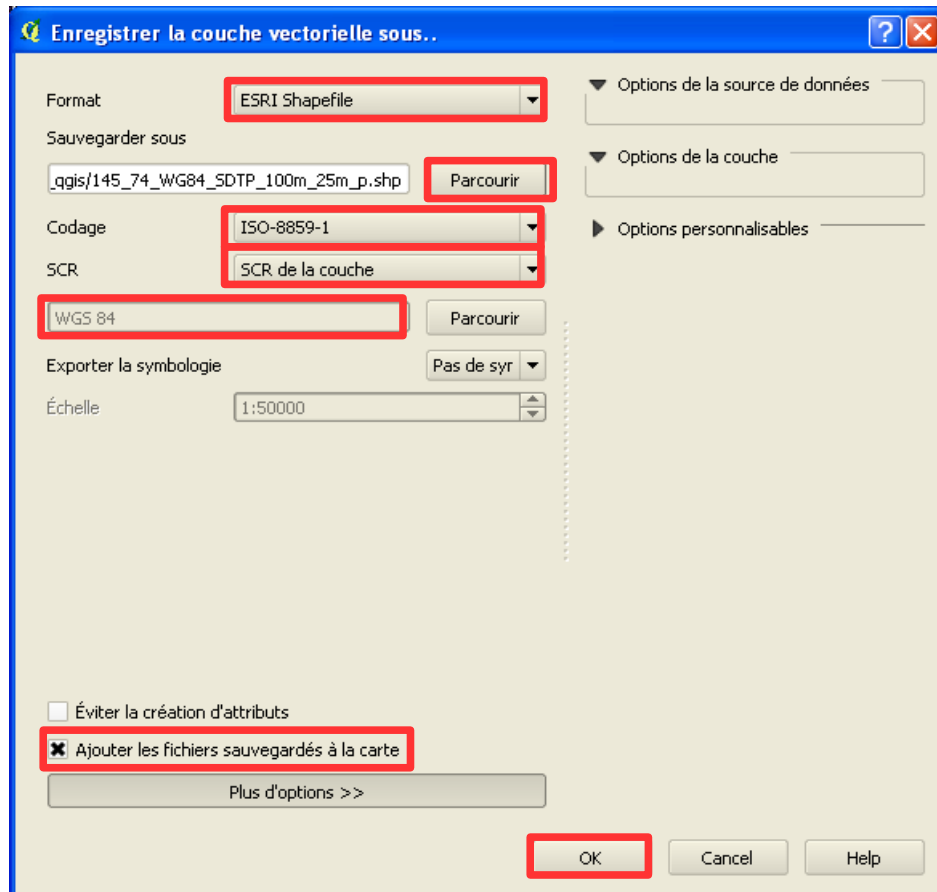 Enregistrer la couche vectorielle sous..
Format
ESRI Shapefile
Sauvegarder sous
_qgis/145_74_WG84_SDTP_100m_25m_p.shp
Parcourir
Codage
ISO-8859-1
SCR
SCR de la couche
WGS 84
Parcourir
Exporter la symbologie
Pas de syr
Échelle
1:50000
Éviter la création d'attributs
Ajouter les fichiers sauvegardés à la carte
Plus d'options >>
Options de la source de données
Options de la couche
Options personnalisables
OK
Cancel
Help